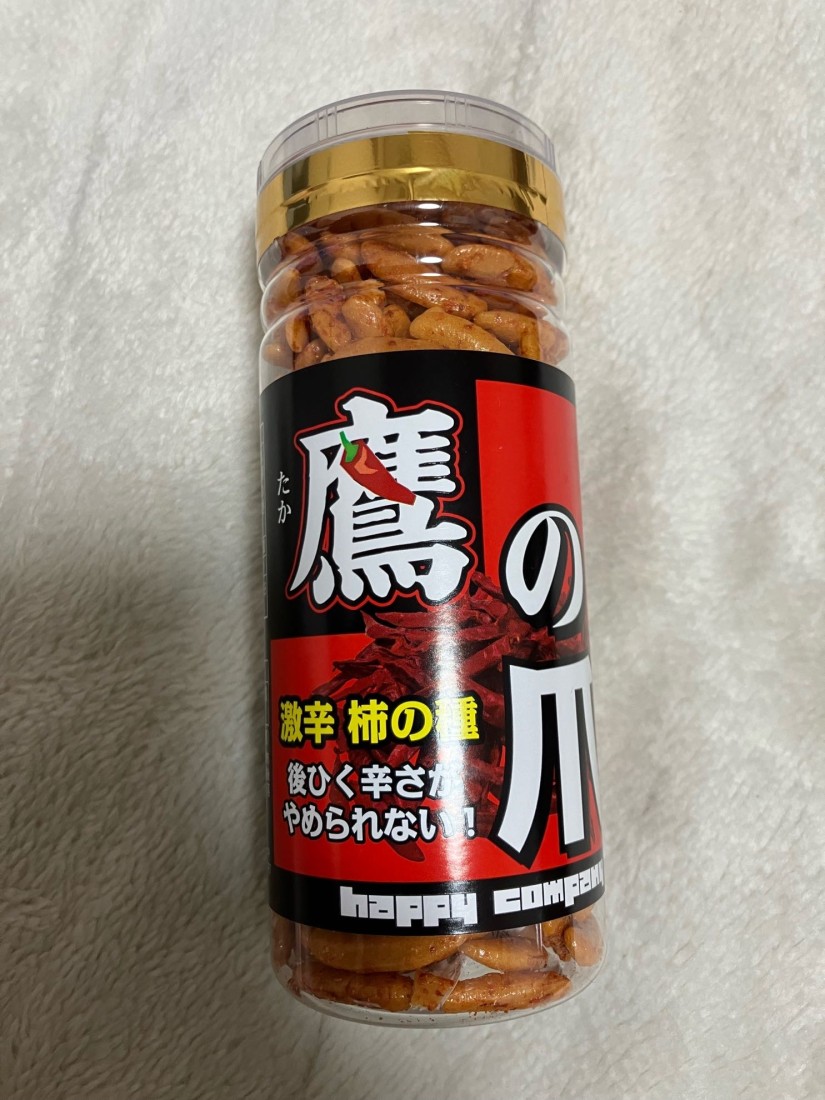 鷹の爪
たか
激辛 柿の種
後ひく辛さが
やめられない!
happy company